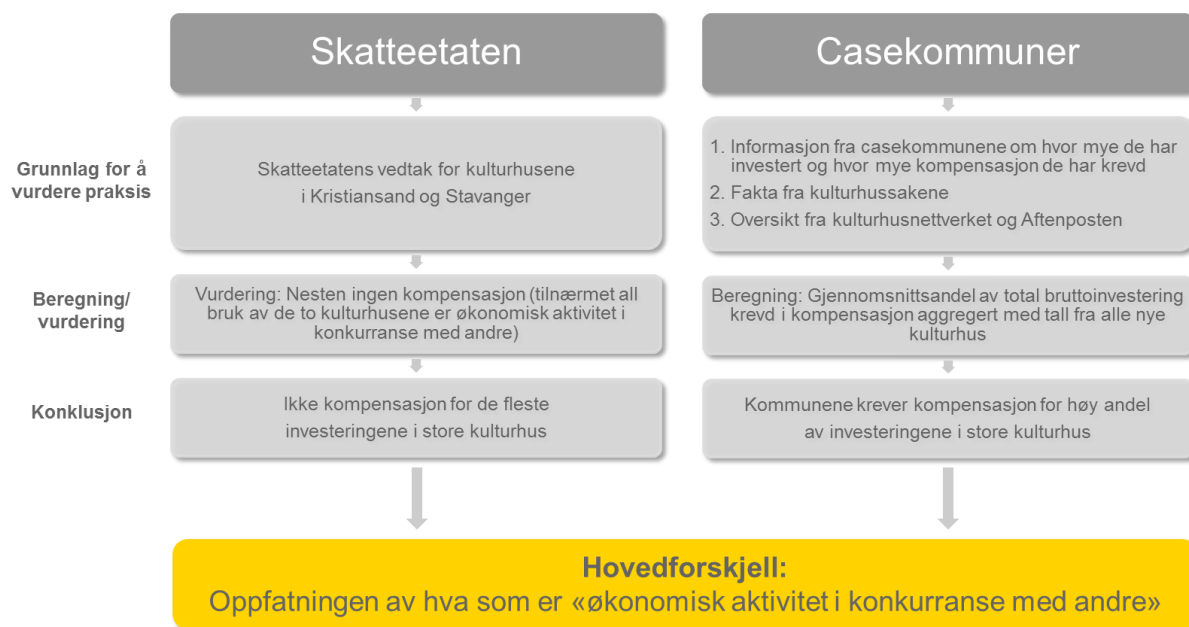 Skatteetaten
Casekommuner
Grunnlag for å
vurdere praksis
Skatteetatens vedtak for kulturhusene
i Kristiansand og Stavanger
1. Informasjon fra casekommunene om hvor mye de har
investert og hvor mye kompensasjon de har krevd
2. Fakta fra kulturhussakene
3. Oversikt fra kulturhusnettverket og Aftenposten
Beregning/
vurdering
Vurdering: Nesten ingen kompensasjon (tilnærmet all
bruk av de to kulturhusene er økonomisk aktivitet i
konkurranse med andre)
Beregning: Gjennomsnittsandel av total bruttoinvestering
krevd i kompensasjon aggregert med tall fra alle nye
kulturhus
Konklusjon
Ikke kompensasjon for de fleste
investeringene i store kulturhus
Kommunene krever kompensasjon for høy andel
av investeringene i store kulturhus
Hovedforskjell:
Oppfatningen av hva som er «økonomisk aktivitet i konkurranse med andre»